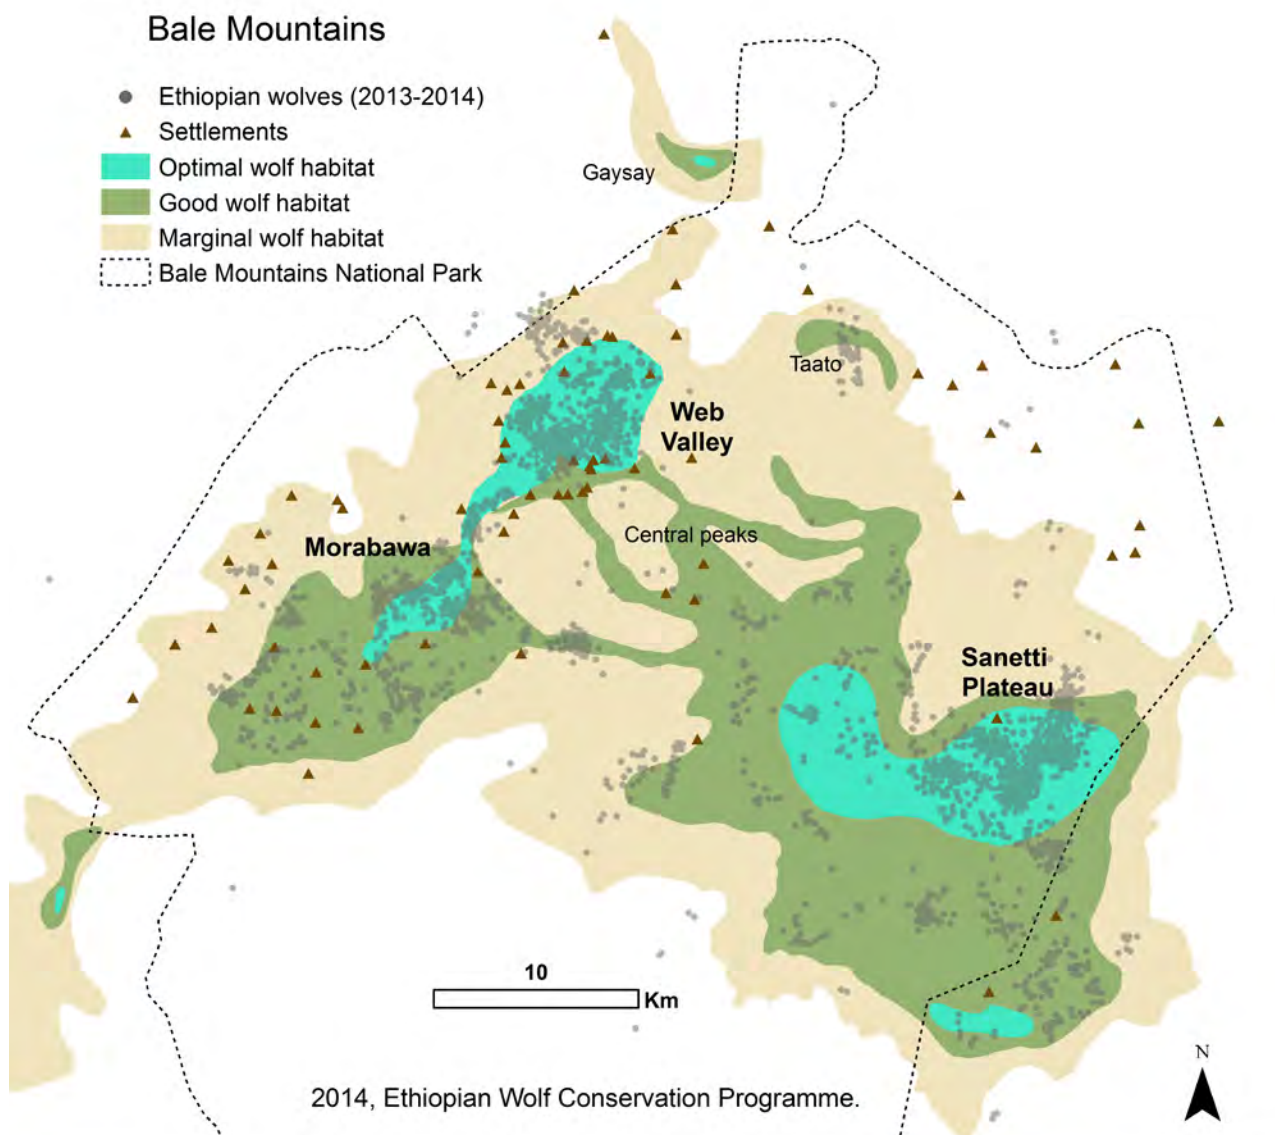 Bale Mountains
Ethiopian wolves (2013-2014)
Settlements
Optimal wolf habitat
Good wolf habitat
Marginal wolf habitat
Bale Mountains National Park
Gaysay
Taato
Web
Valley
Central peaks
Morabawa
Sanetti
Plateau
10
Km
N
2014, Ethiopian Wolf Conservation Programme.